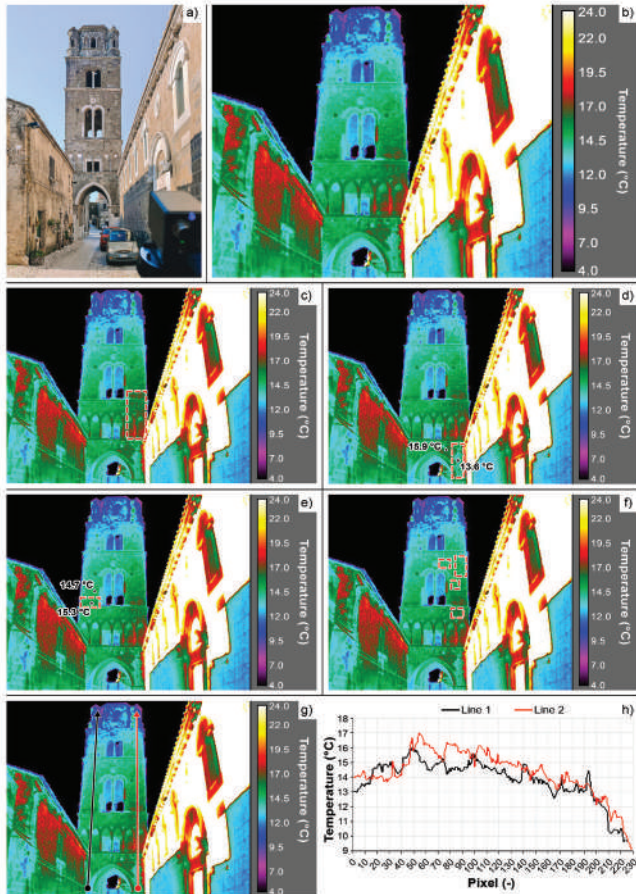 a)
b)
24.0
22.0
19.5
17.0
14.5
12.0
9.5
7.0
4.0
Temperature (°C)
c)
24.0
22.0
19.5
17.0
14.5
12.0
9.5
7.0
4.0
Temperature (°C)
d)
15.9 °C
13.6 °C
24.0
22.0
19.5
17.0
14.5
12.0
9.5
7.0
4.0
Temperature (°C)
e)
14.7 °C
15.3 °C
24.0
22.0
19.5
17.0
14.5
12.0
9.5
7.0
4.0
Temperature (°C)
f)
24.0
22.0
19.5
17.0
14.5
12.0
9.5
7.0
4.0
Temperature (°C)
g)
24.0
22.0
19.5
17.0
14.5
12.0
9.5
7.0
4.0
Temperature (°C)
h)
Line 1 Line 2
18
17
16
15
14
13
12
11
10
9
Temperature (°C)
0 10 20 30 40 50 60 70 80 90 100 110 120 130 140 150 160 170 180 190 200 210 220 230
Pixel (-)